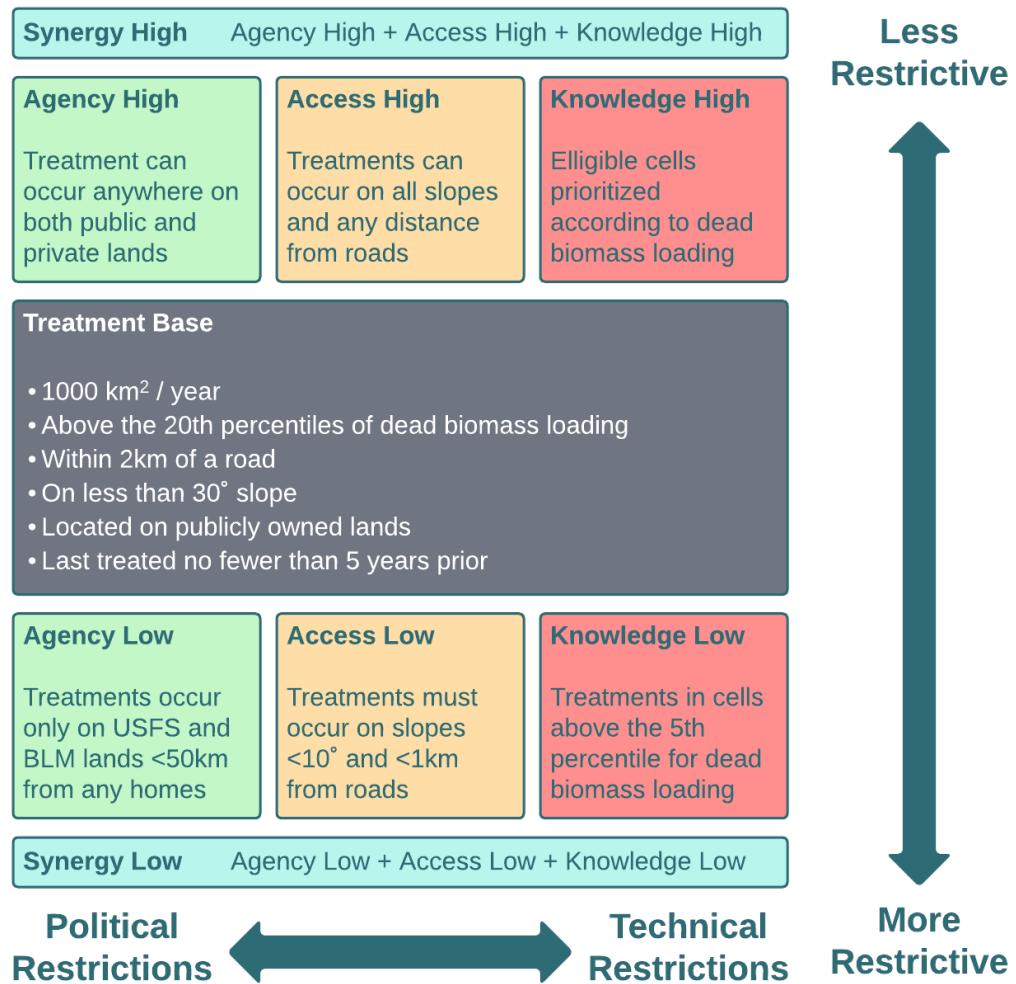 Synergy High Agency High + Access High + Knowledge High
Less
Restrictive
Agency High
Treatment can
occur anywhere on
both public and
private lands
Access High
Treatments can
occur on all slopes
and any distance
from roads
Knowledge High
Elligible cells
prioritized
according to dead
biomass loading
Treatment Base
• 1000 km² / year
• Above the 20th percentiles of dead biomass loading
• Within 2km of a road
• On less than 30˚ slope
• Located on publicly owned lands
• Last treated no fewer than 5 years prior
Agency Low
Treatments occur
only on USFS and
BLM lands <50km
from any homes
Access Low
Treatments must
occur on slopes
<10˚ and <1km
from roads
Knowledge Low
Treatments in cells
above the 5th
percentile for dead
biomass loading
Synergy Low Agency Low + Access Low + Knowledge Low
Political
Restrictions
Technical
Restrictions
More
Restrictive